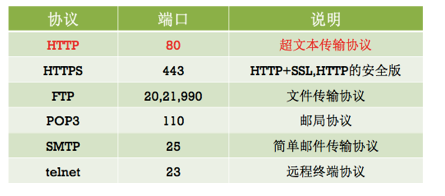 协议 端口 说明
HTTP 80 超文本传输协议
HTTPS 443 HTTP+SSL,HTTP的安全版
FTP 20,21,990 文件传输协议
POP3 110 邮局协议
SMTP 25 简单邮件传输协议
telnet 23 远程终端协议